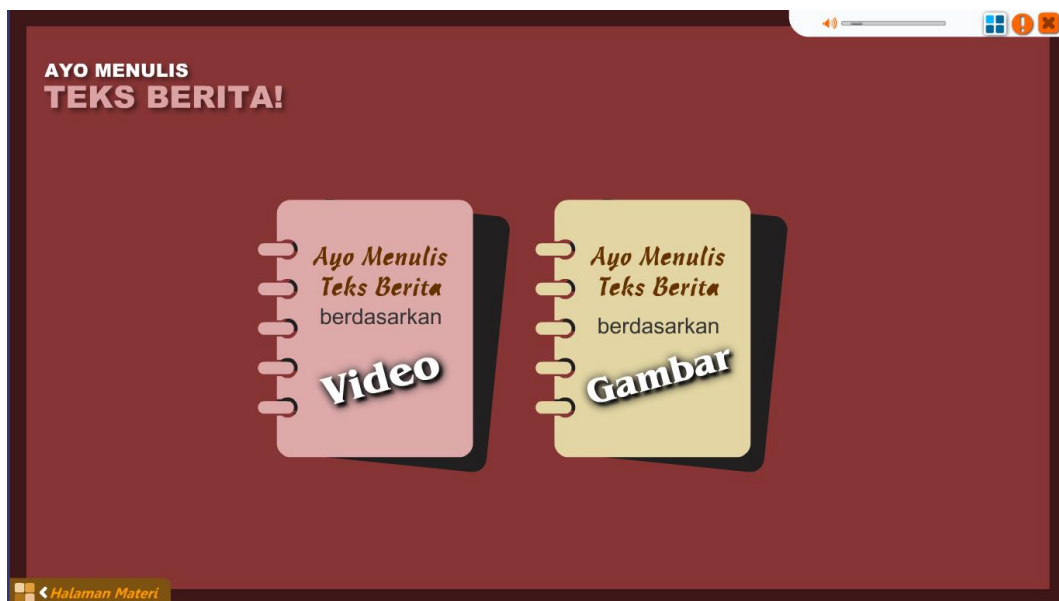 AYO MENULIS
TEKS BERITA!
Ayo Menulis
Teks Berita
berdasarkan
Video
Ayo Menulis
Teks Berita
berdasarkan
Gambar
Halaman Materi